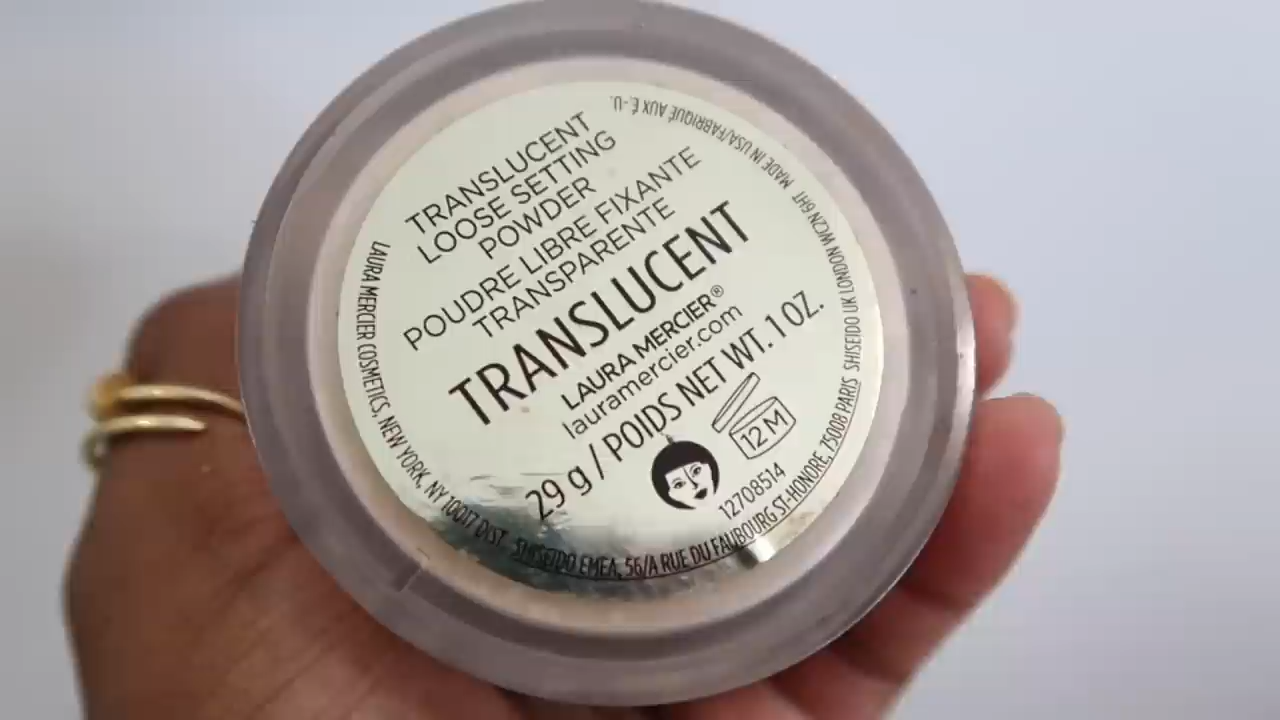 TRANSLUCENT
LOOSE SETTING
POWDER
POUDRE LIBRE FIXANTE
TRANSPARENTE
TRANSLUCENT
LAURA MERCIER®
lauramercier.com
29 g / POIDS NET WT. 1 OZ.
12 M
12708514
LAURA MERCIER COSMETICS, NEW YORK, NY 10017 DIST. SHISEIDO EMEA, 56/A RUE DU FAUBOURG ST-HONORE, 75008 PARIS SHISEIDO UK LONDON WC2N 6HT MADE IN USA/FABRIQUÉ AUX É.-U.